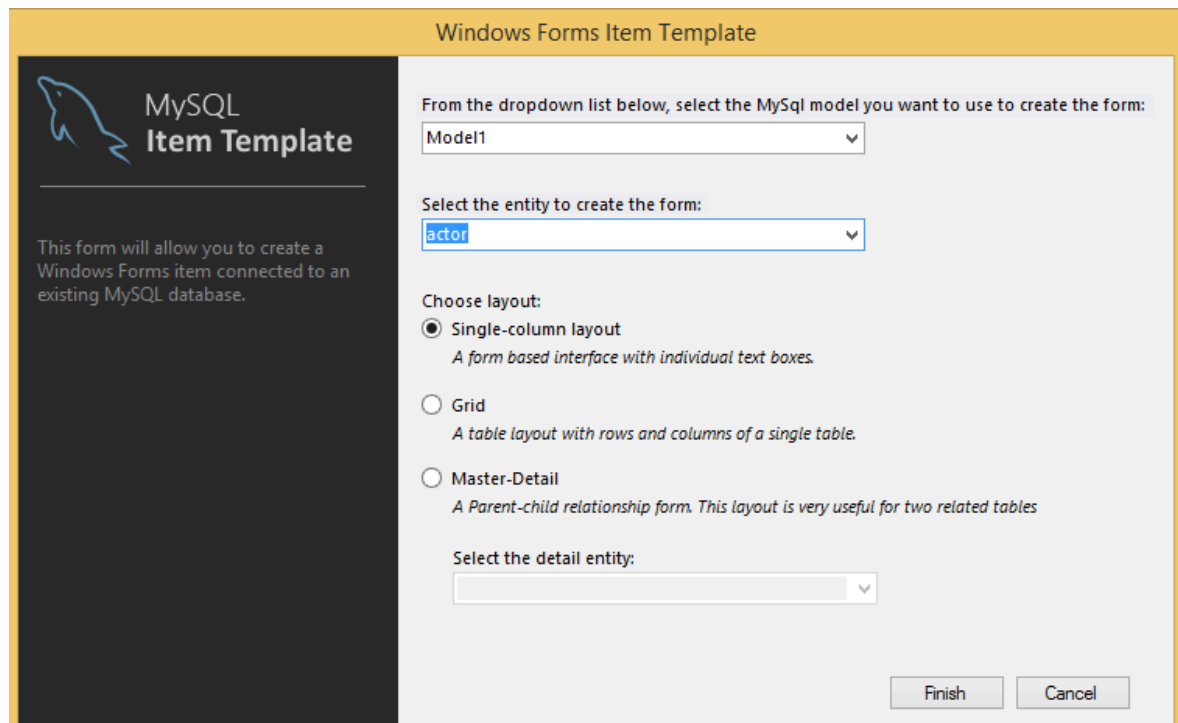 Windows Forms Item Template
MySQL
Item Template
This form will allow you to create a
Windows Forms item connected to an
existing MySQL database.
From the dropdown list below, select the MySql model you want to use to create the form:
Model1
Select the entity to create the form:
actor
Choose layout:
Single-column layout
A form based interface with individual text boxes.
Grid
A table layout with rows and columns of a single table.
Master-Detail
A Parent-child relationship form. This layout is very useful for two related tables
Select the detail entity:
Finish
Cancel